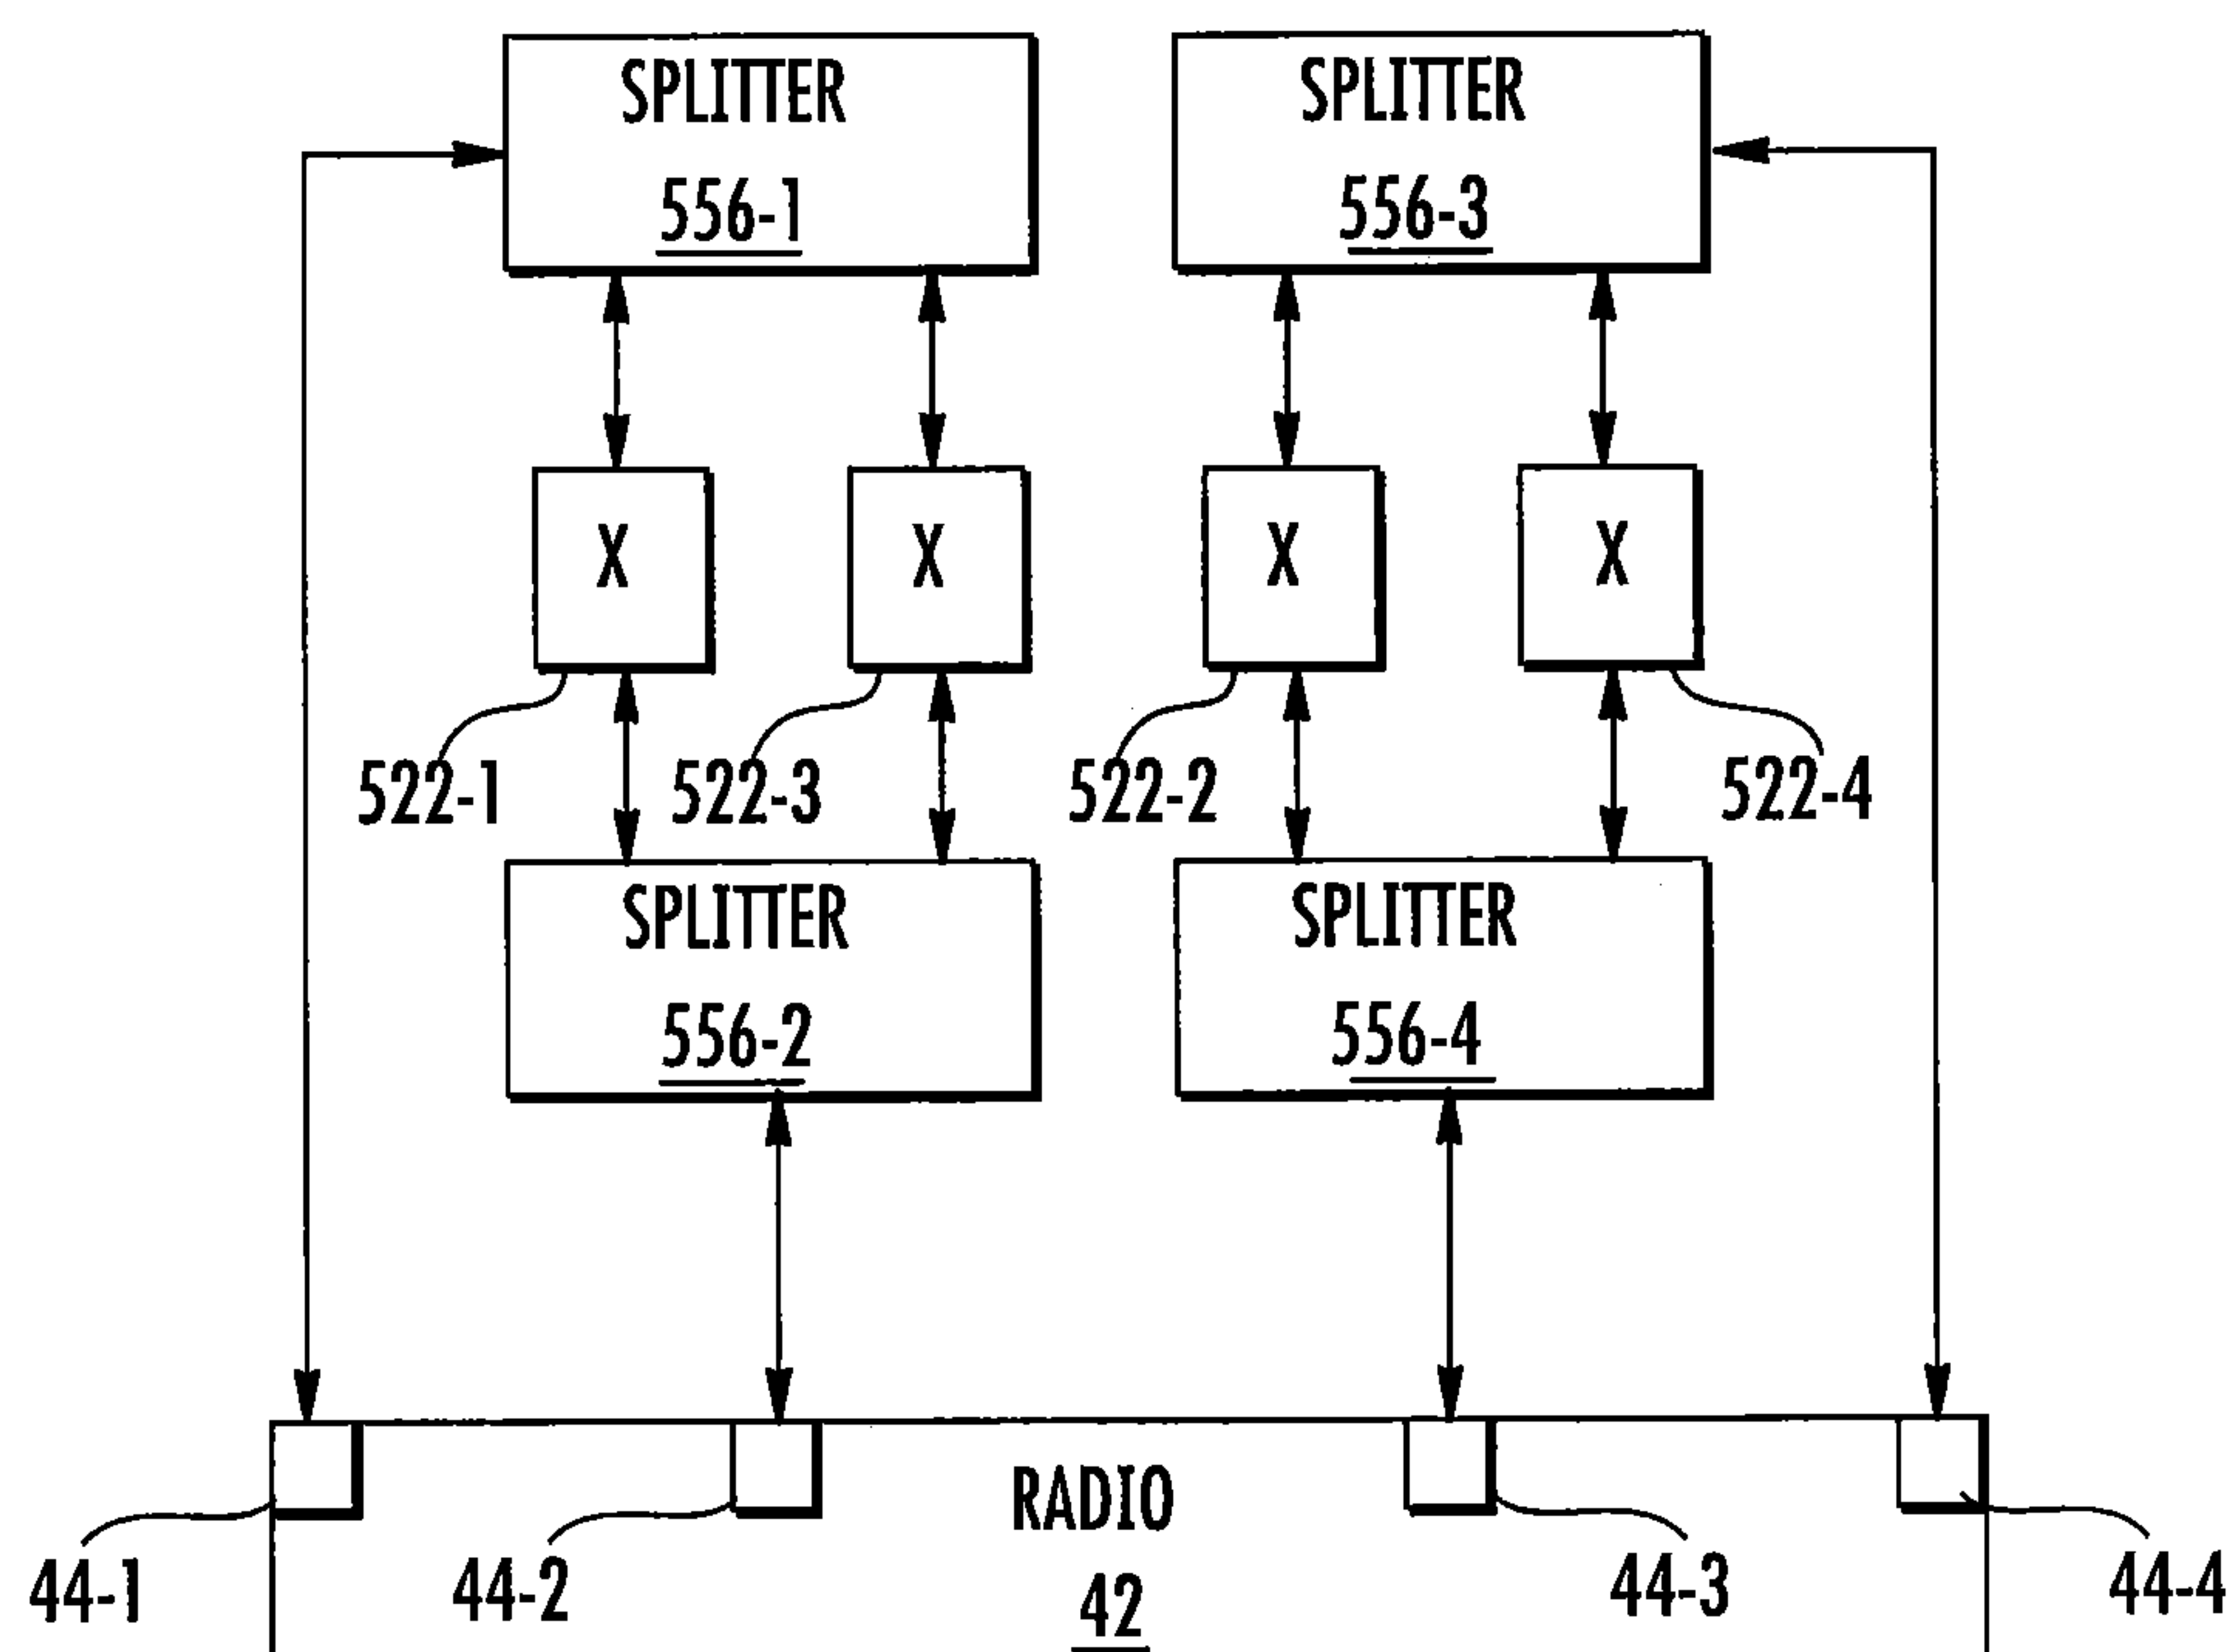 SPLITTER
556-1
SPLITTER
556-3
X
X
X
X
522-1
522-3
522-2
522-4
SPLITTER
556-2
SPLITTER
556-4
RADIO
42
44-1
44-2
44-3
44-4